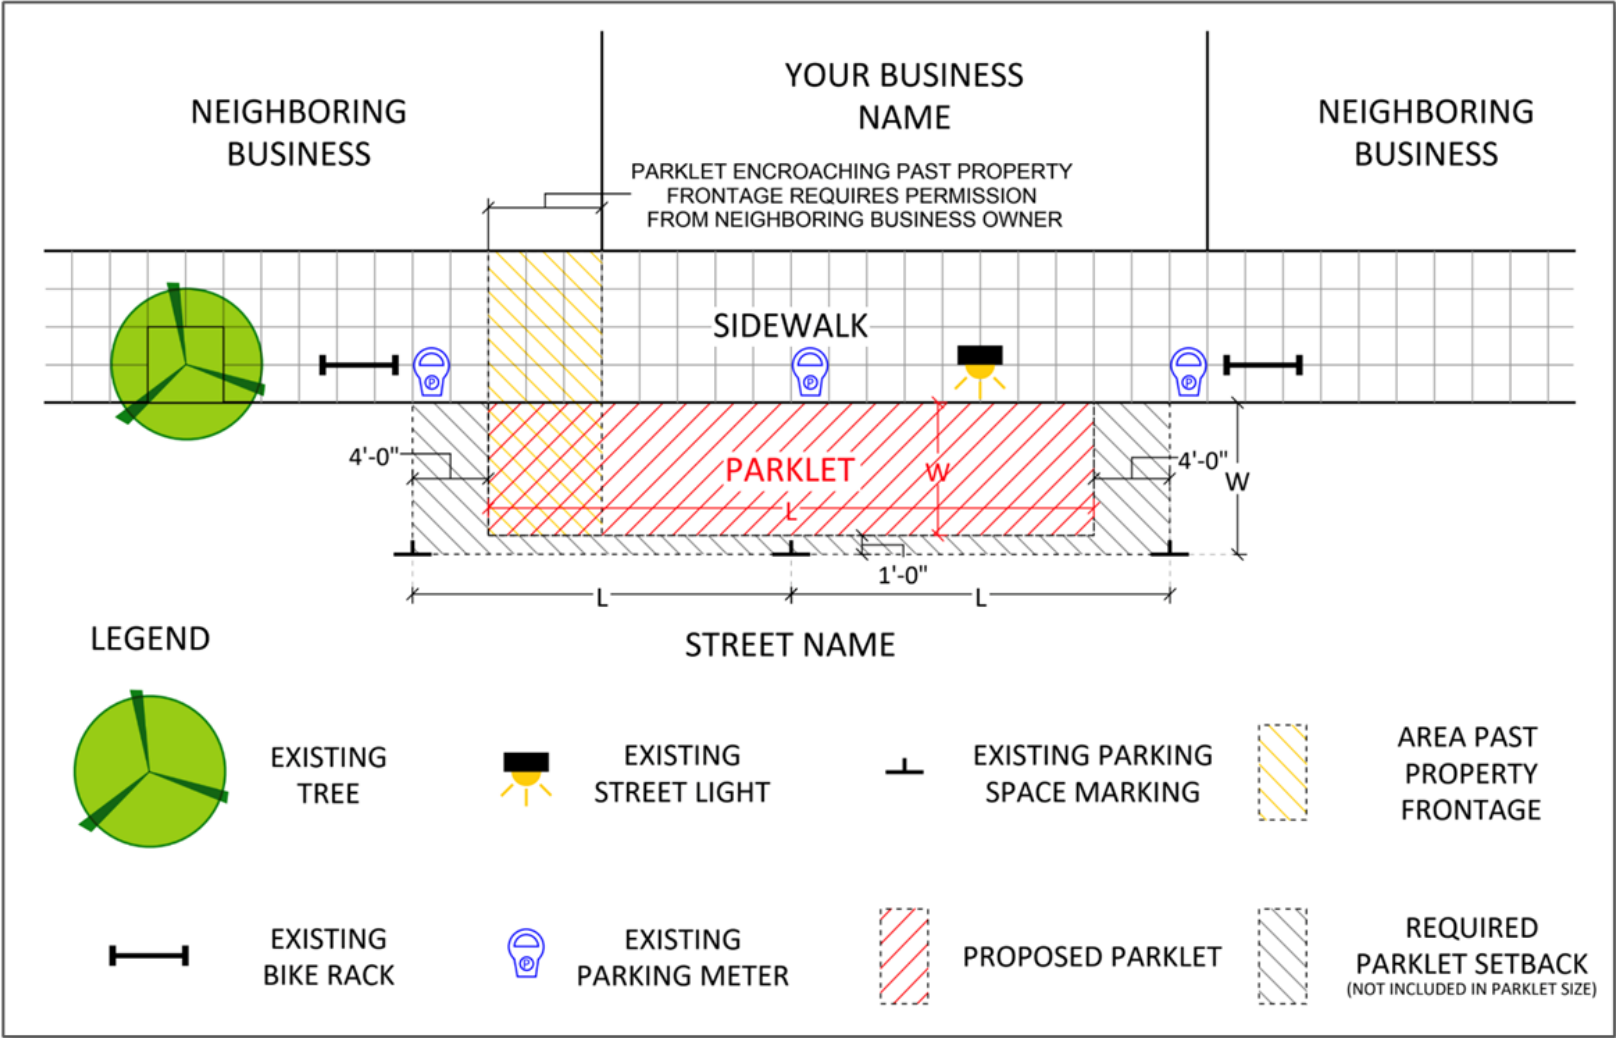 NEIGHBORING
BUSINESS
YOUR BUSINESS
NAME
NEIGHBORING
BUSINESS
PARKLET ENCROACHING PAST PROPERTY
FRONTAGE REQUIRES PERMISSION
FROM NEIGHBORING BUSINESS OWNER
SIDEWALK
P
P
P
4'-0"
PARKLET
W
4'-0"
W
L
1'-0"
L
L
LEGEND
STREET NAME
EXISTING
TREE
EXISTING
STREET LIGHT
EXISTING PARKING
SPACE MARKING
AREA PAST
PROPERTY
FRONTAGE
EXISTING
BIKE RACK
P
EXISTING
PARKING METER
PROPOSED PARKLET
REQUIRED
PARKLET SETBACK
(NOT INCLUDED IN PARKLET SIZE)